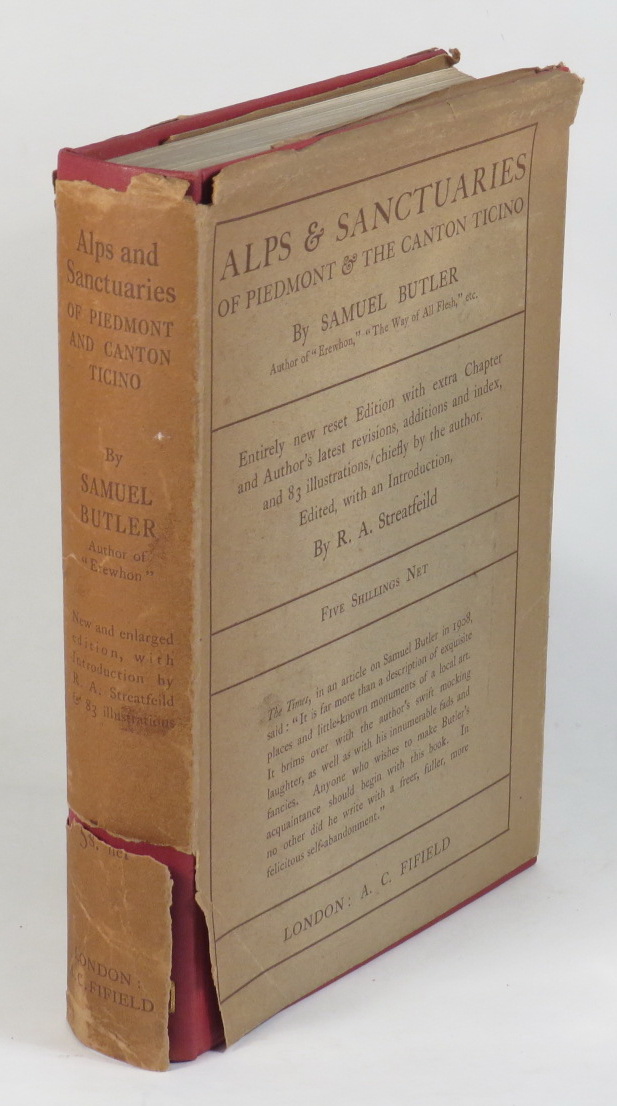 Alps and
Sanctuaries
OF PIEDMONT
AND CANTON
TICINO
By
SAMUEL
BUTLER
Author of
"Erewhon"
New and enlarged
edition, with
Introduction by
R. A. Streatfeild
& 83 illustrations
5s. net
LONDON:
A. C. FIFIELD
ALPS & SANCTUARIES
OF PIEDMONT & THE CANTON TICINO
By SAMUEL BUTLER
Author of "Erewhon," "The Way of All Flesh," etc.
Entirely new reset Edition with extra Chapter
and Author's latest revisions, additions and index,
and 83 illustrations, chiefly by the author.
Edited, with an Introduction,
By R. A. Streatfeild
FIVE SHILLINGS NET
The Times, in an article on Samuel Butler in 1908,
said: "It is far more than a description of exquisite
places and little-known monuments of a local art.
It brims over with the author's swift mocking
laughter, as well as with his innumerable fads and
fancies. Anyone who wishes to make Butler's
acquaintance should begin with this book. In
no other did he write with a freer, fuller, more
felicitous self-abandonment."
LONDON: A. C. FIFIELD